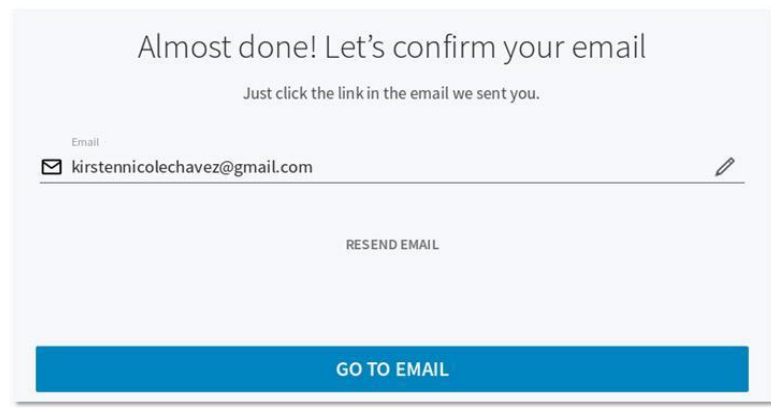 Almost done! Let's confirm your email
Just click the link in the email we sent you.
Email
kirstennicolechavez@gmail.com
RESEND EMAIL
GO TO EMAIL